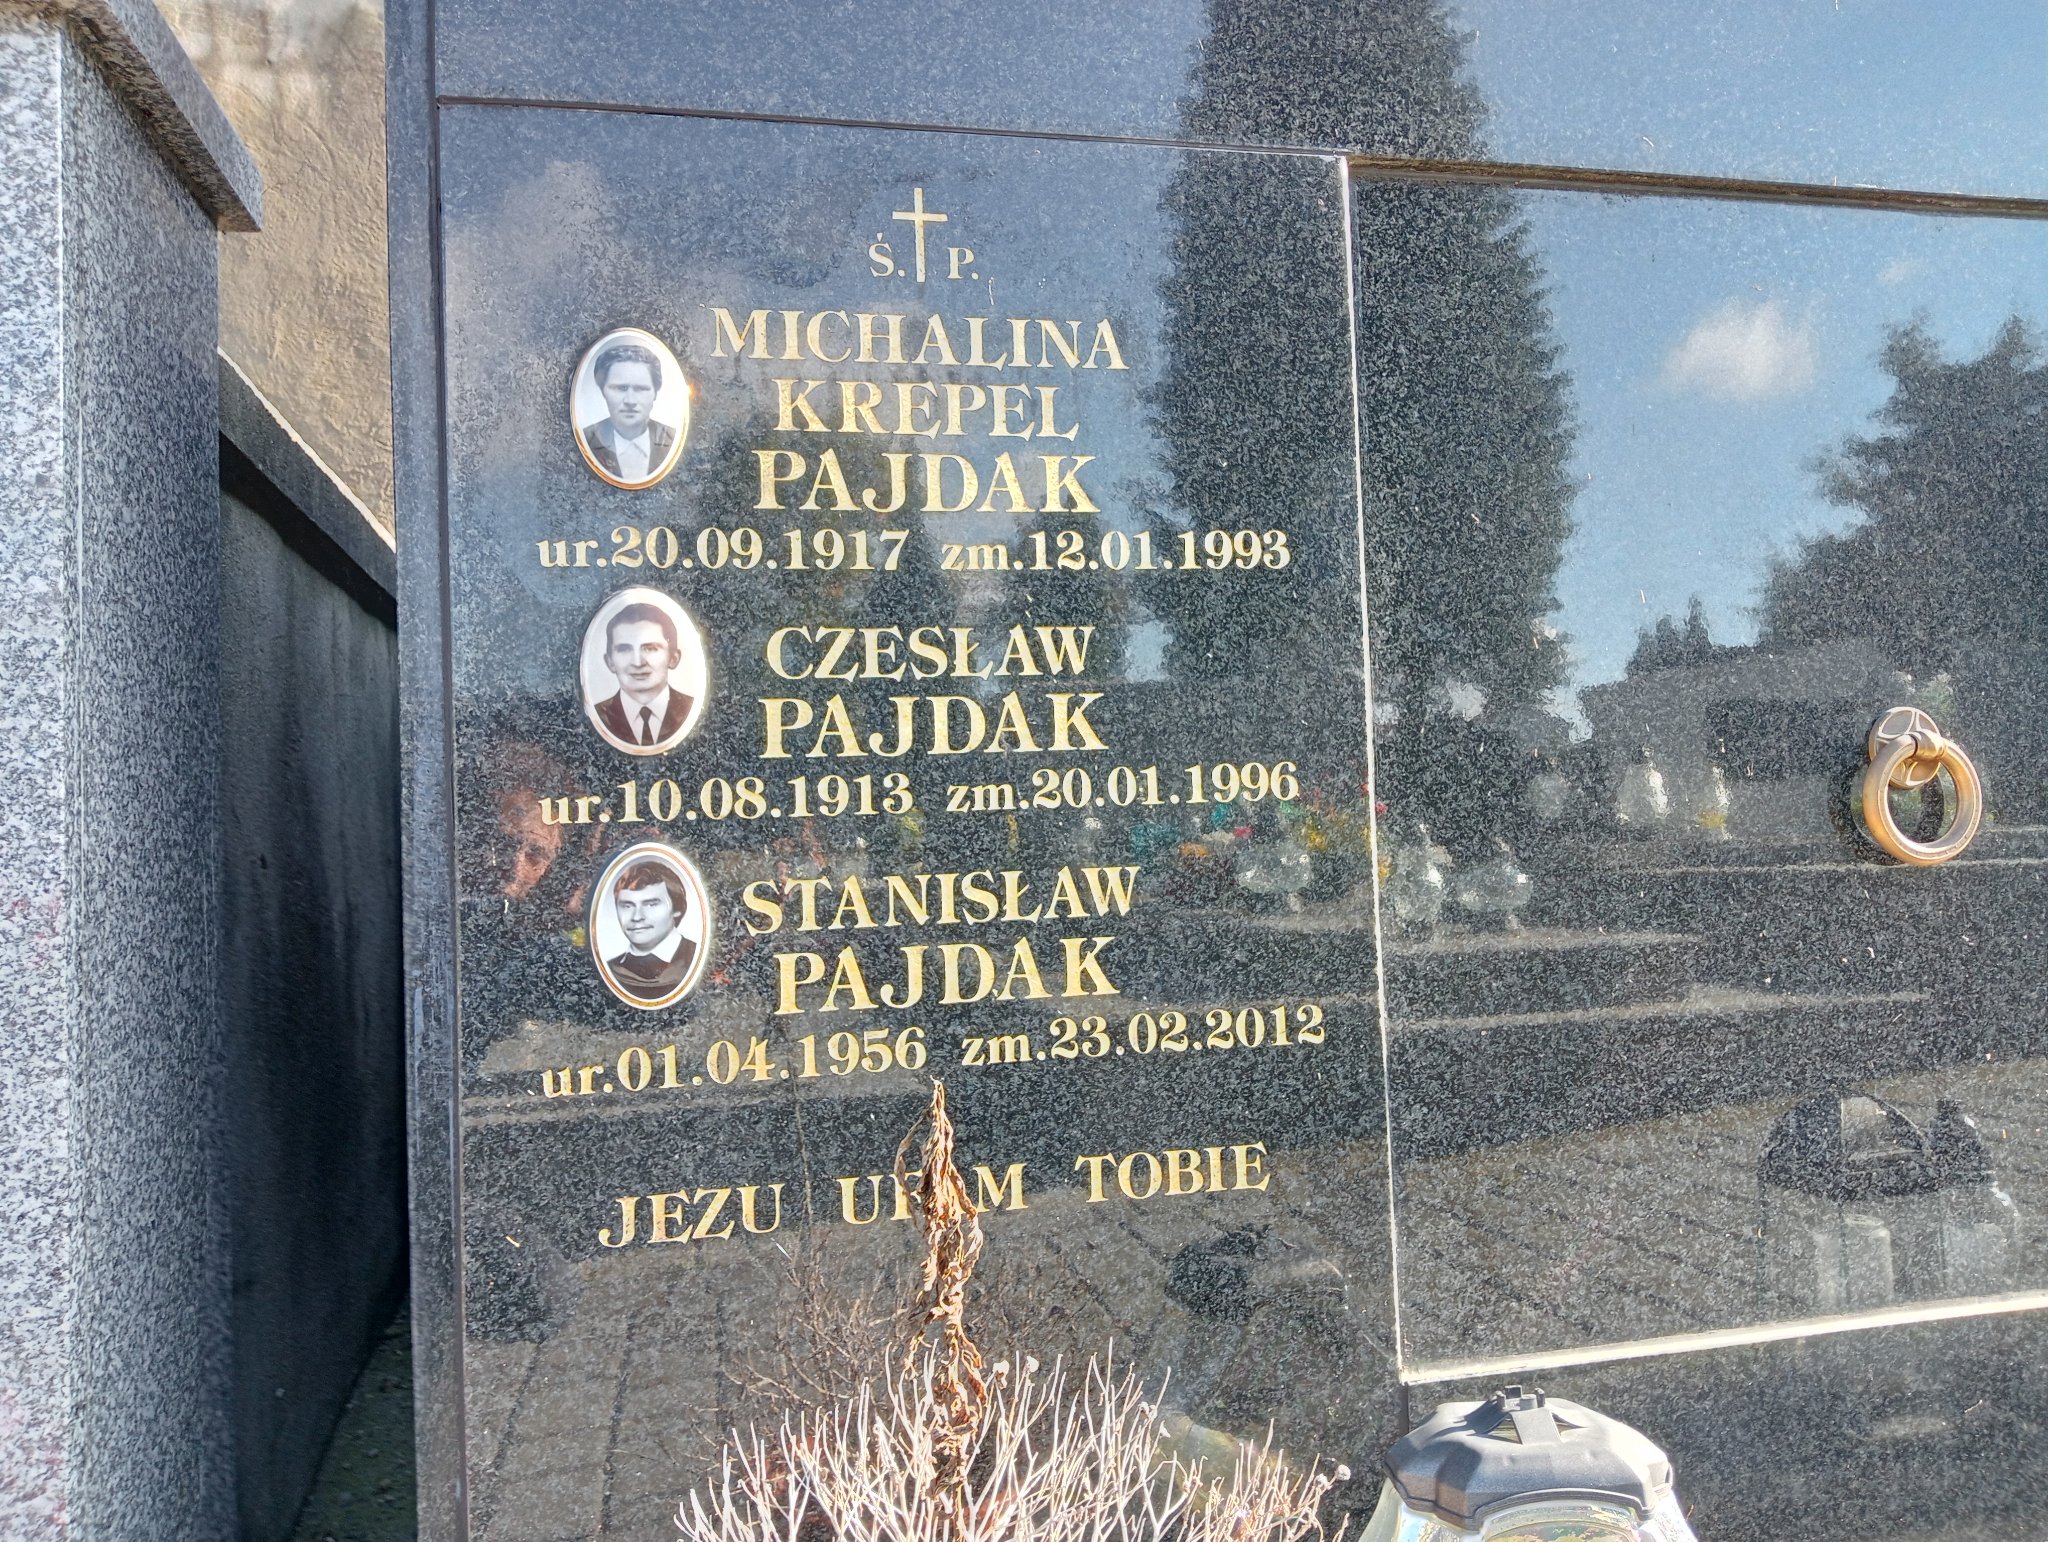 Ś. P.
MICHALINA
KREPEL
PAJDAK
ur.20.09.1917 zm.12.01.1993
CZESŁAW
PAJDAK
ur.10.08.1913 zm.20.01.1996
STANISŁAW
PAJDAK
ur.01.04.1956 zm.23.02.2012
JEZU TOBIE